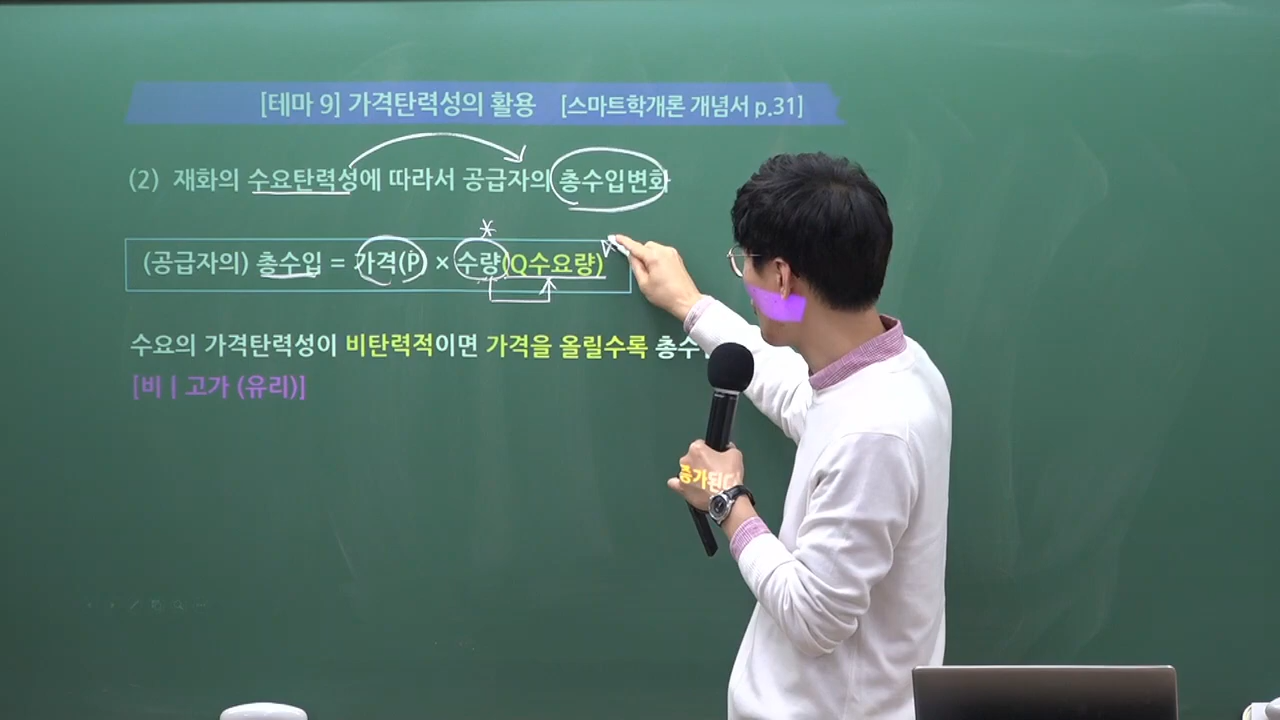 [테마 9] 가격탄력성의 활용 [스마트학개론 개념서 p.31]
(2) 재화의 수요탄력성에 따라서 공급자의 총수입변화
*
(공급자의) 총수입 = 가격(P) × 수량(Q수요량)
수요의 가격탄력성이 비탄력적이면 가격을 올릴수록
[비 | 고가 (유리)]
증가된다